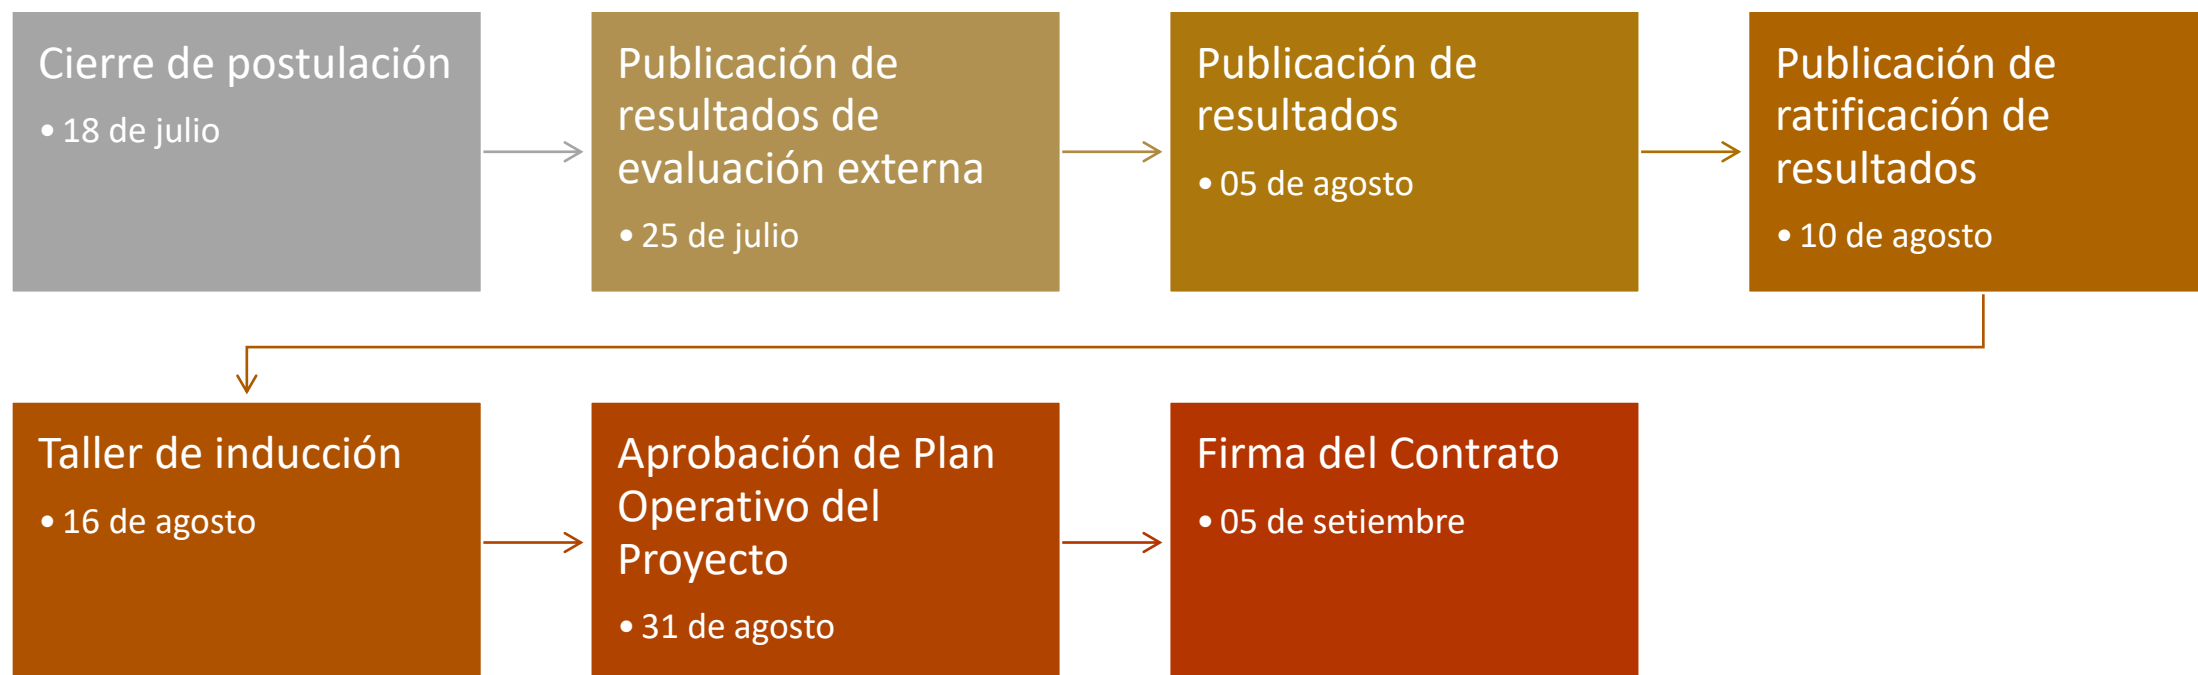 Cierre de postulación
• 18 de julio
Publicación de
resultados de
evaluación externa
• 25 de julio
Publicación de
resultados
• 05 de agosto
Publicación de
ratificación de
resultados
• 10 de agosto
Taller de inducción
• 16 de agosto
Aprobación de Plan
Operativo del
Proyecto
• 31 de agosto
Firma del Contrato
• 05 de setiembre